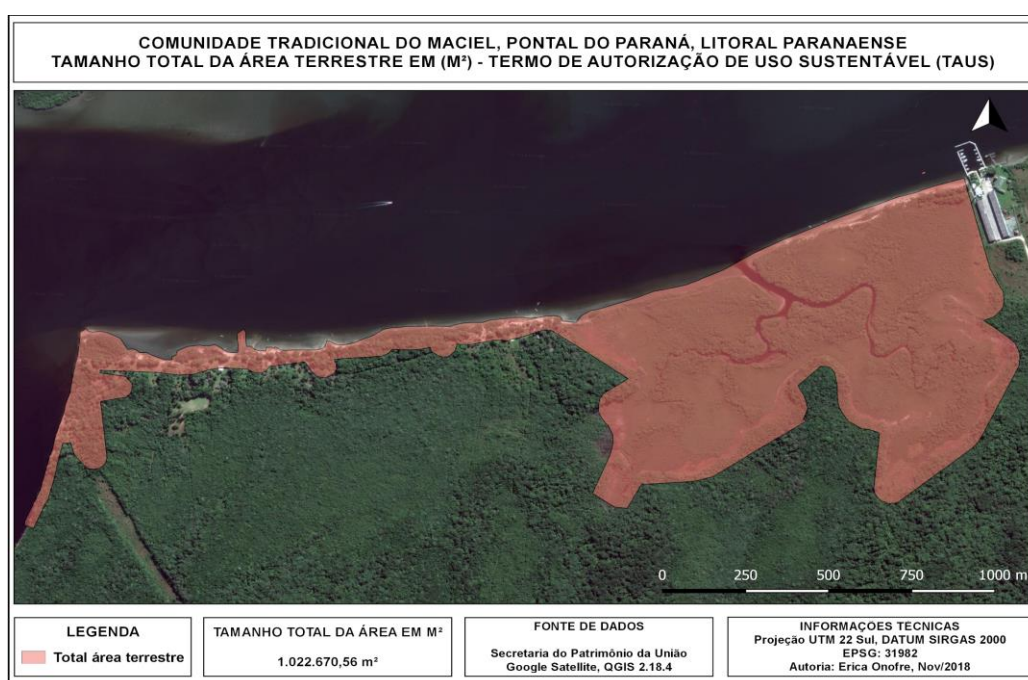 COMUNIDADE TRADICIONAL DO MACIEL, PONTAL DO PARANÁ, LITORAL PARANAENSE
TAMANHO TOTAL DA ÁREA TERRESTRE EM (M²) - TERMO DE AUTORIZAÇÃO DE USO SUSTENTÁVEL (TAUS)
0 250 500 750 1000 m
LEGENDA
Total área terrestre
TAMANHO TOTAL DA ÁREA EM M²
1.022.670,56 m²
FONTE DE DADOS
Secretaria do Patrimônio da União
Google Satellite, QGIS 2.18.4
INFORMAÇÕES TECNICAS
Projeção UTM 22 Sul, DATUM SIRGAS 2000
EPSG: 31982
Autoria: Erica Onofre, Nov/2018